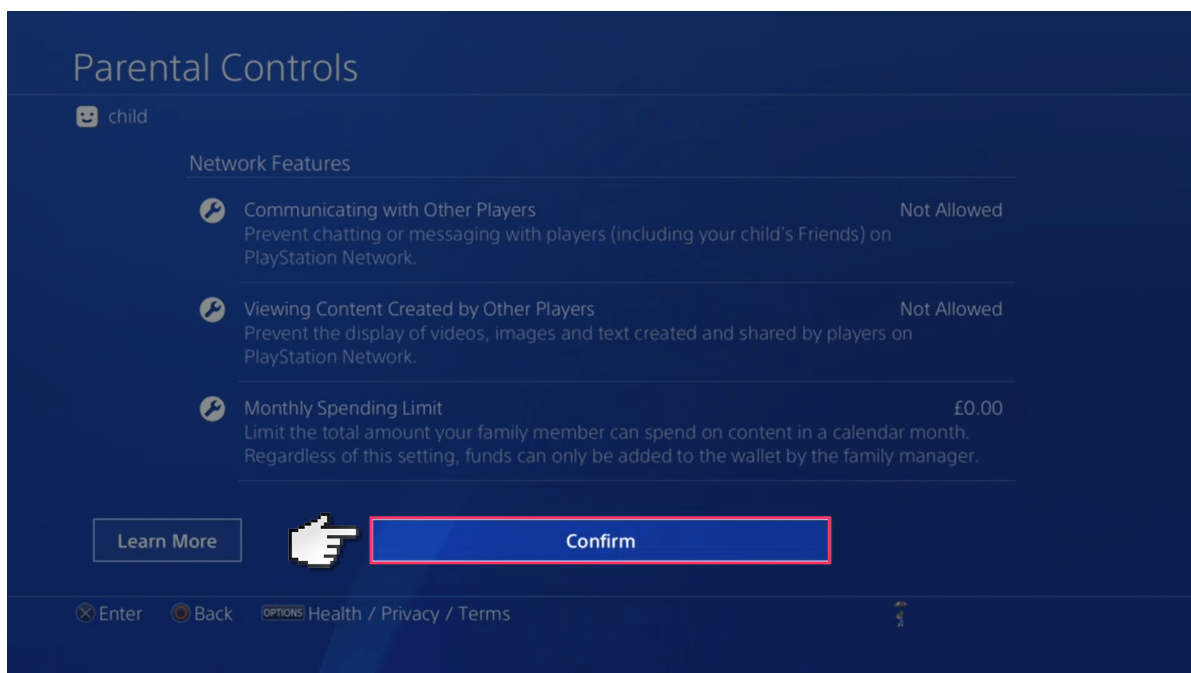 Parental Controls
child
Network Features
Communicating with Other Players Not Allowed
Prevent chatting or messaging with players (including your child's Friends) on
PlayStation Network.
Viewing Content Created by Other Players Not Allowed
Prevent the display of videos, images and text created and shared by players on
PlayStation Network.
Monthly Spending Limit £0.00
Limit the total amount your family member can spend on content in a calendar month.
Regardless of this setting, funds can only be added to the wallet by the family manager.
Learn More Confirm
Enter Back OPTIONS Health / Privacy / Terms